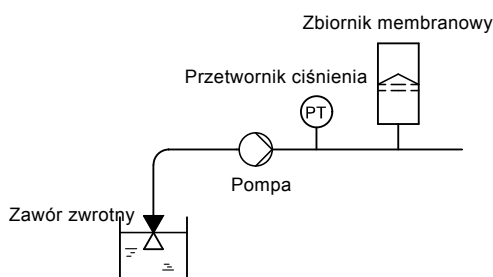 Zbiornik membranowy
Przetwornik ciśnienia
PT
Pompa
Zawór zwrotny